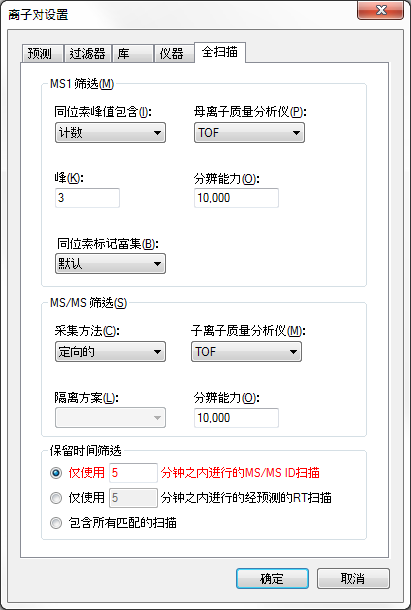 离子对设置
预测 过滤器 库 仪器 全扫描
MS1 筛选(M)
同位素峰值包含(I): 母离子质量分析仪(P):
计数 TOF
峰(K): 分辨能力(O):
3 10,000
同位素标记富集(B):
默认
MS/MS 筛选(S)
采集方法(C): 子离子质量分析仪(M):
定向的 TOF
隔离方案(L): 分辨能力(O):
10,000
保留时间筛选
仅使用 5 分钟之内进行的MS/MS ID扫描
仅使用 5 分钟之内进行的经预测的RT扫描
包含所有匹配的扫描
确定 取消